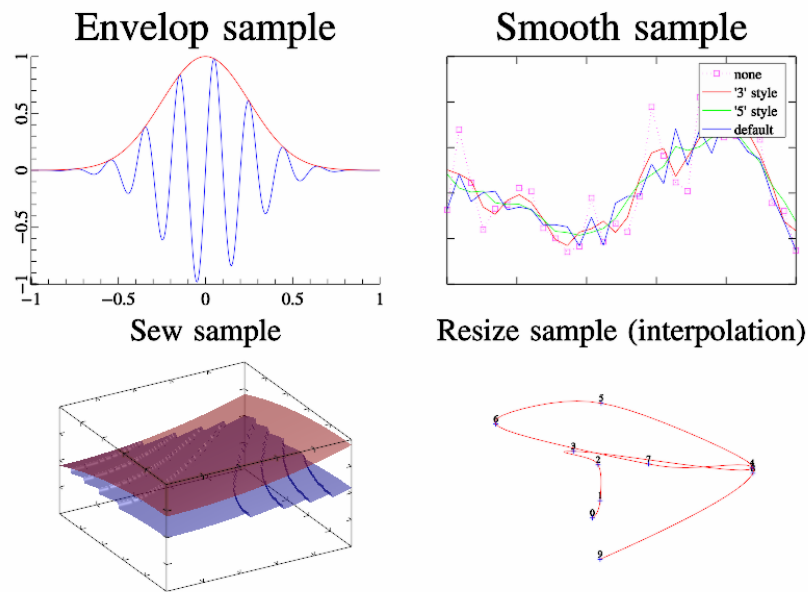 Envelop sample
Smooth sample
1
0.5
0
−0.5
−1
−1 −0.5 0 0.5 1
none
'3' style
'5' style
default
Sew sample
Resize sample (interpolation)
5
6
3
2
7
4
1
0
9